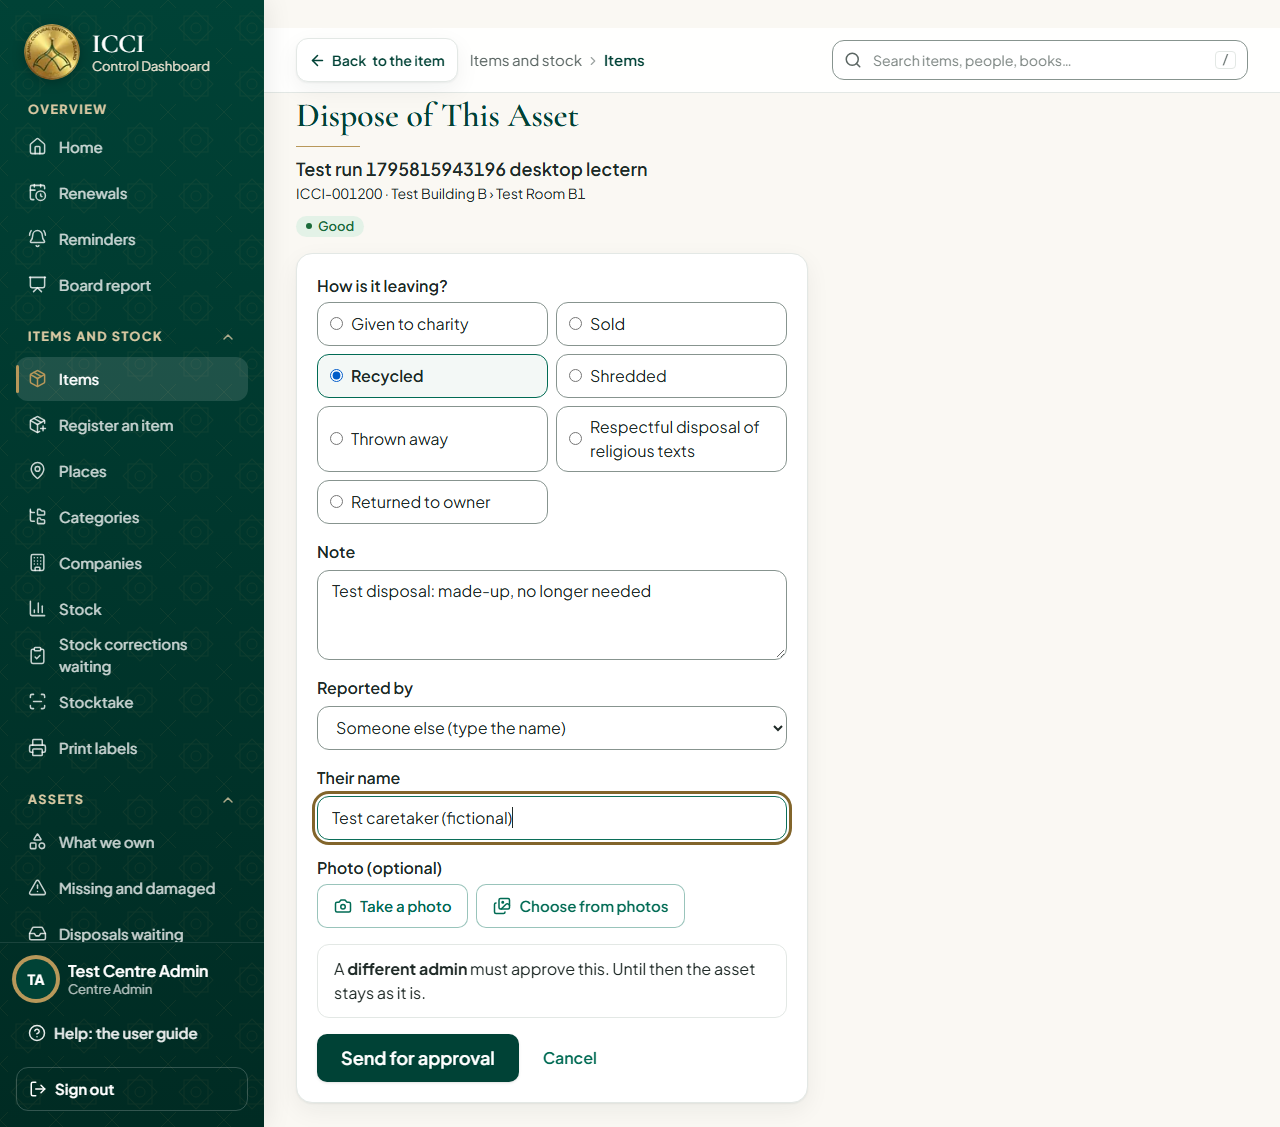 ICCI
Control Dashboard
OVERVIEW
Home
Renewals
Reminders
Board report
ITEMS AND STOCK
Items
Register an item
Places
Categories
Companies
Stock
Stock corrections
waiting
Stocktake
Print labels
ASSETS
What we own
Missing and damaged
Disposals waiting
TA
Test Centre Admin
Centre Admin
Help: the user guide
Sign out
Back to the item
Items and stock › Items
Search items, people, books...
/
Dispose of This Asset
Test run 1795815943196 desktop lectern
ICCI-001200 · Test Building B › Test Room B1
Good
How is it leaving?
Given to charity
Sold
Recycled
Shredded
Thrown away
Respectful disposal of
religious texts
Returned to owner
Note
Test disposal: made-up, no longer needed
Reported by
Someone else (type the name)
Their name
Test caretaker (fictional)
Photo (optional)
Take a photo
Choose from photos
A different admin must approve this. Until then the asset
stays as it is.
Send for approval
Cancel